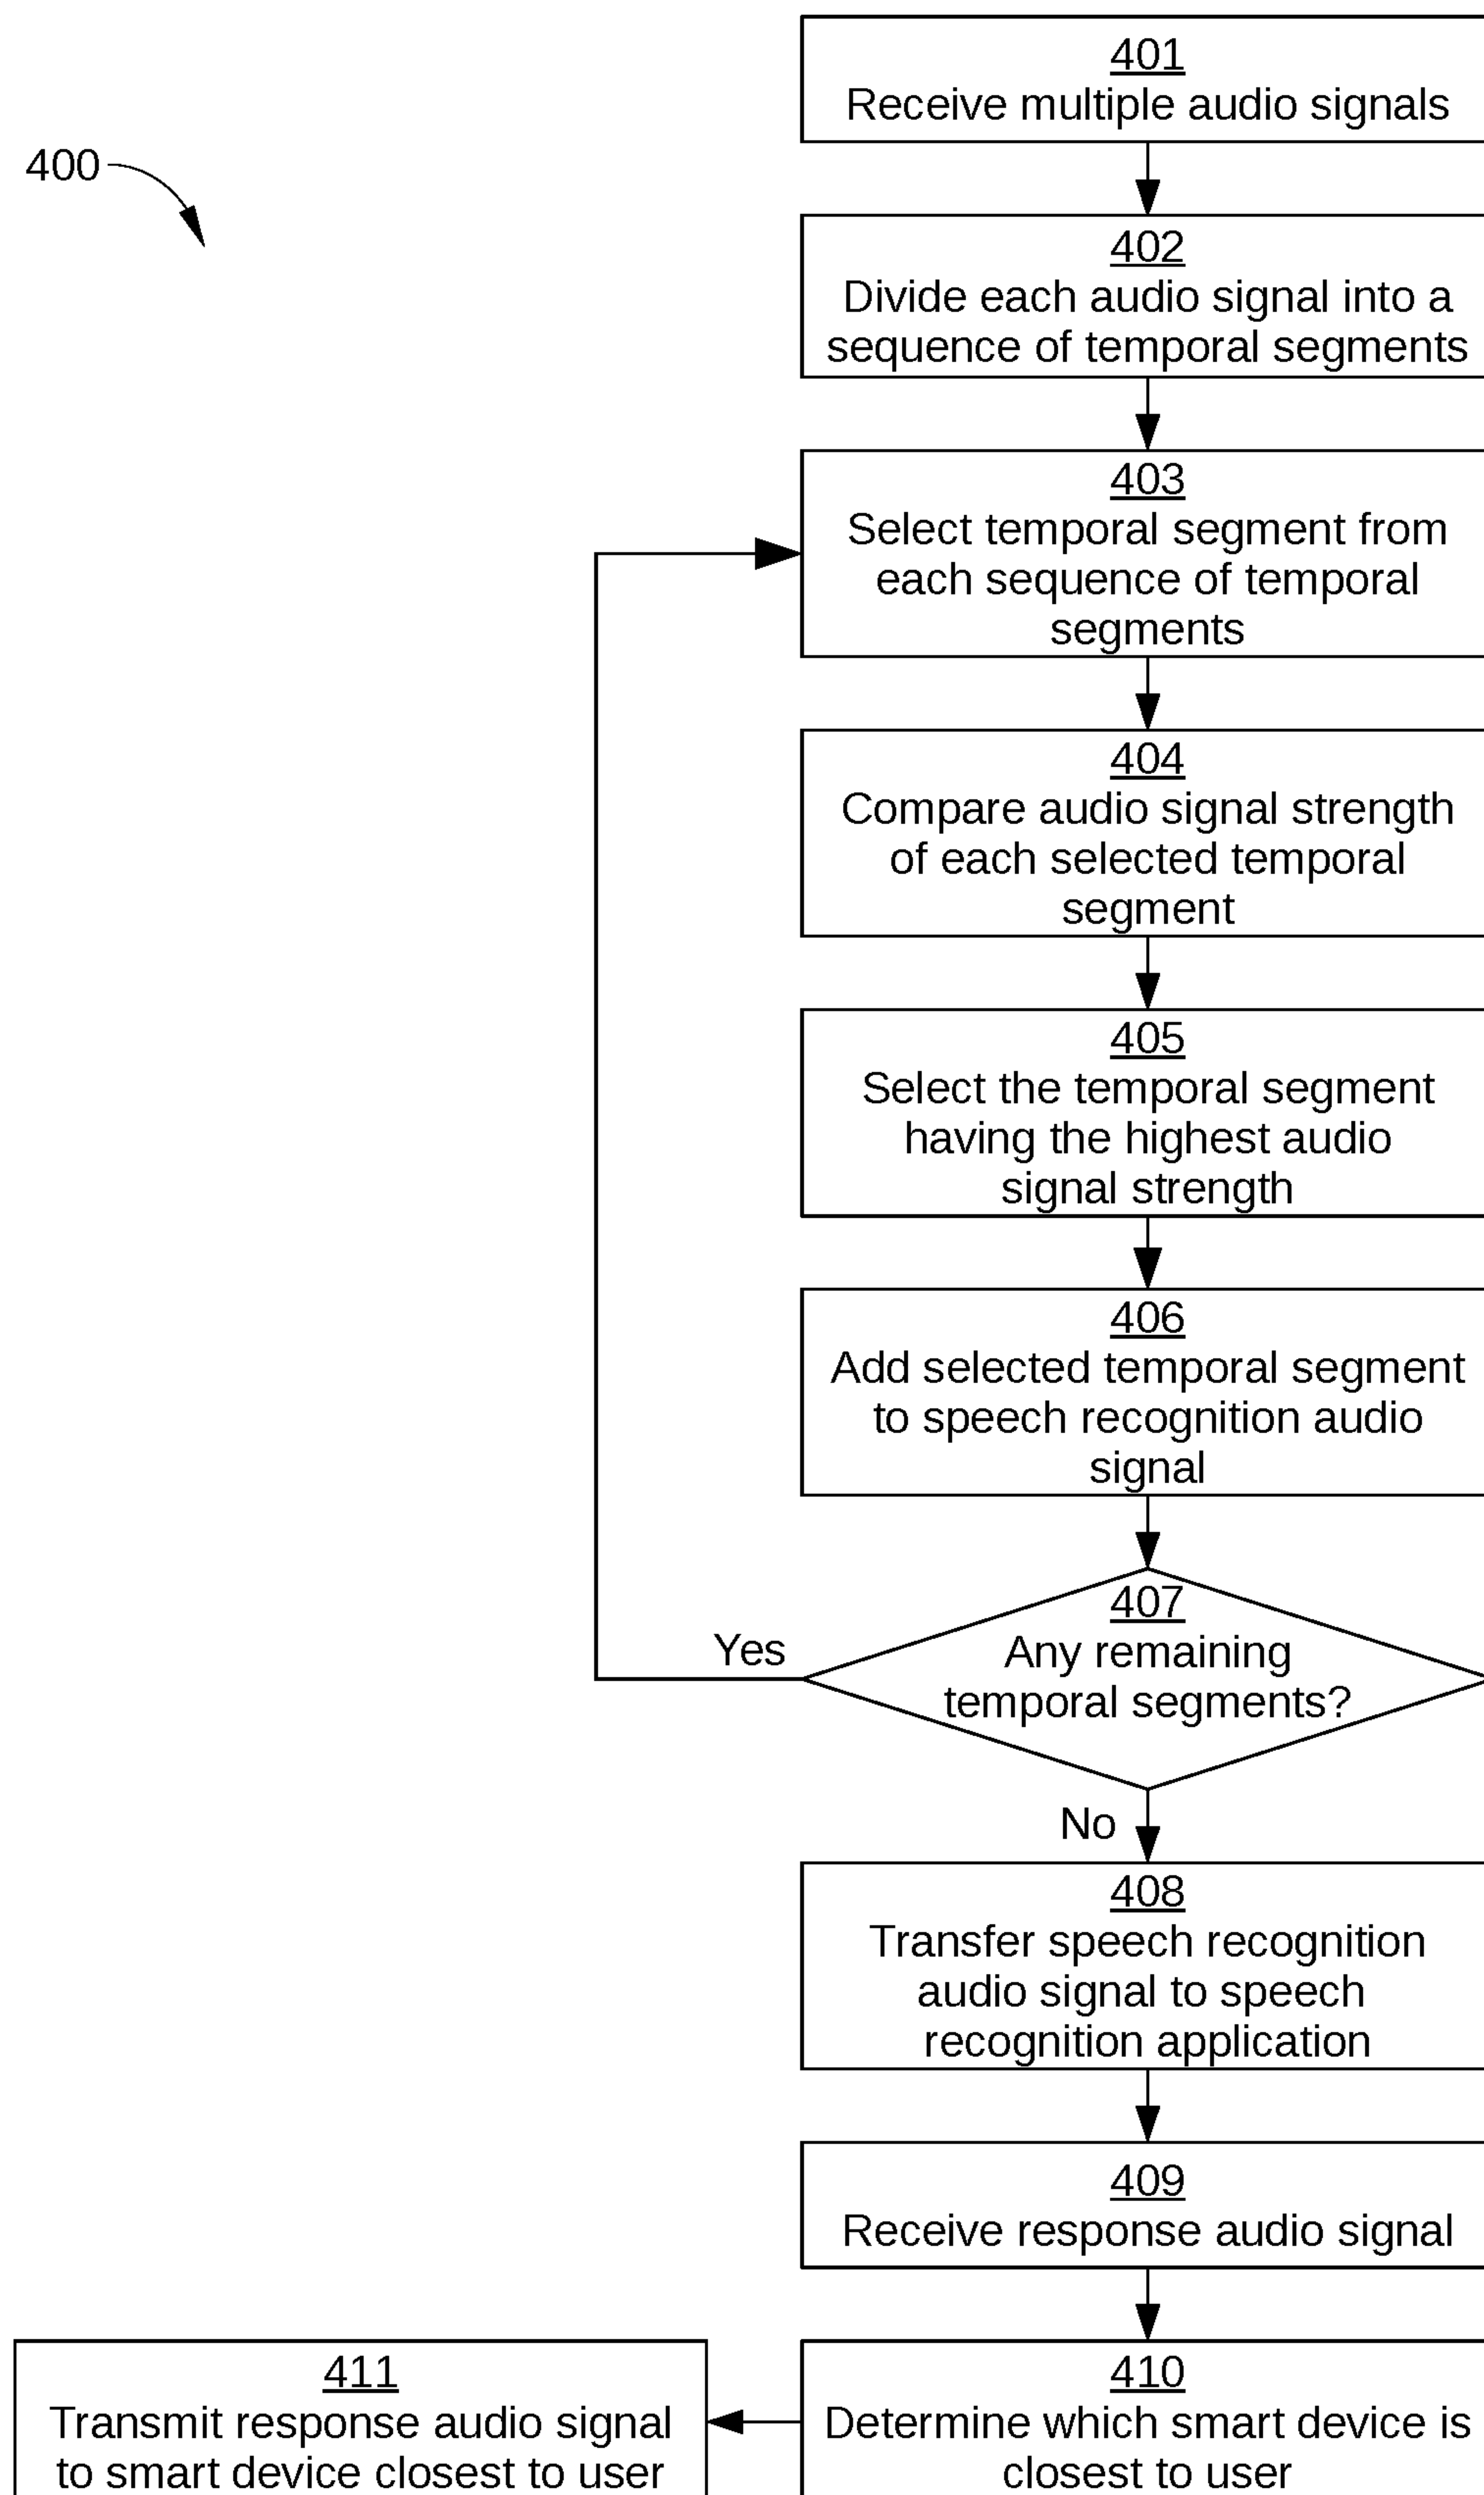 401
Receive multiple audio signals
400
402
Divide each audio signal into a
sequence of temporal segments
403
Select temporal segment from
each sequence of temporal
segments
404
Compare audio signal strength
of each selected temporal
segment
405
Select the temporal segment
having the highest audio
signal strength
406
Add selected temporal segment
to speech recognition audio
signal
407
Any remaining
temporal segments?
Yes
No
408
Transfer speech recognition
audio signal to speech
recognition application
409
Receive response audio signal
410
Determine which smart device is
closest to user
411
Transmit response audio signal
to smart device closest to user